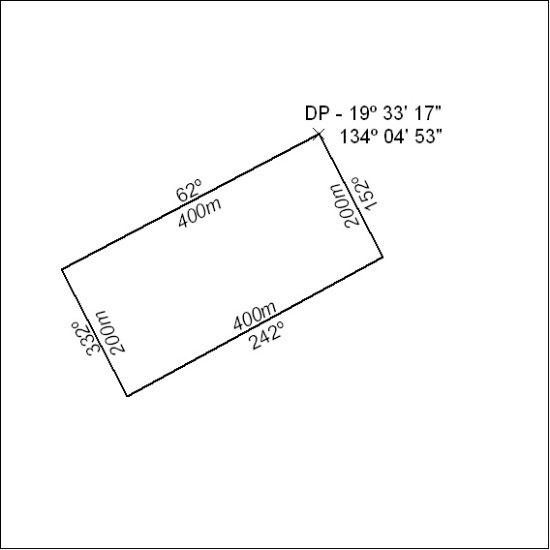 DP - 19º 33' 17"
134º 04' 53"
62º
400m
152º
200m
332º
200m
400m
242º